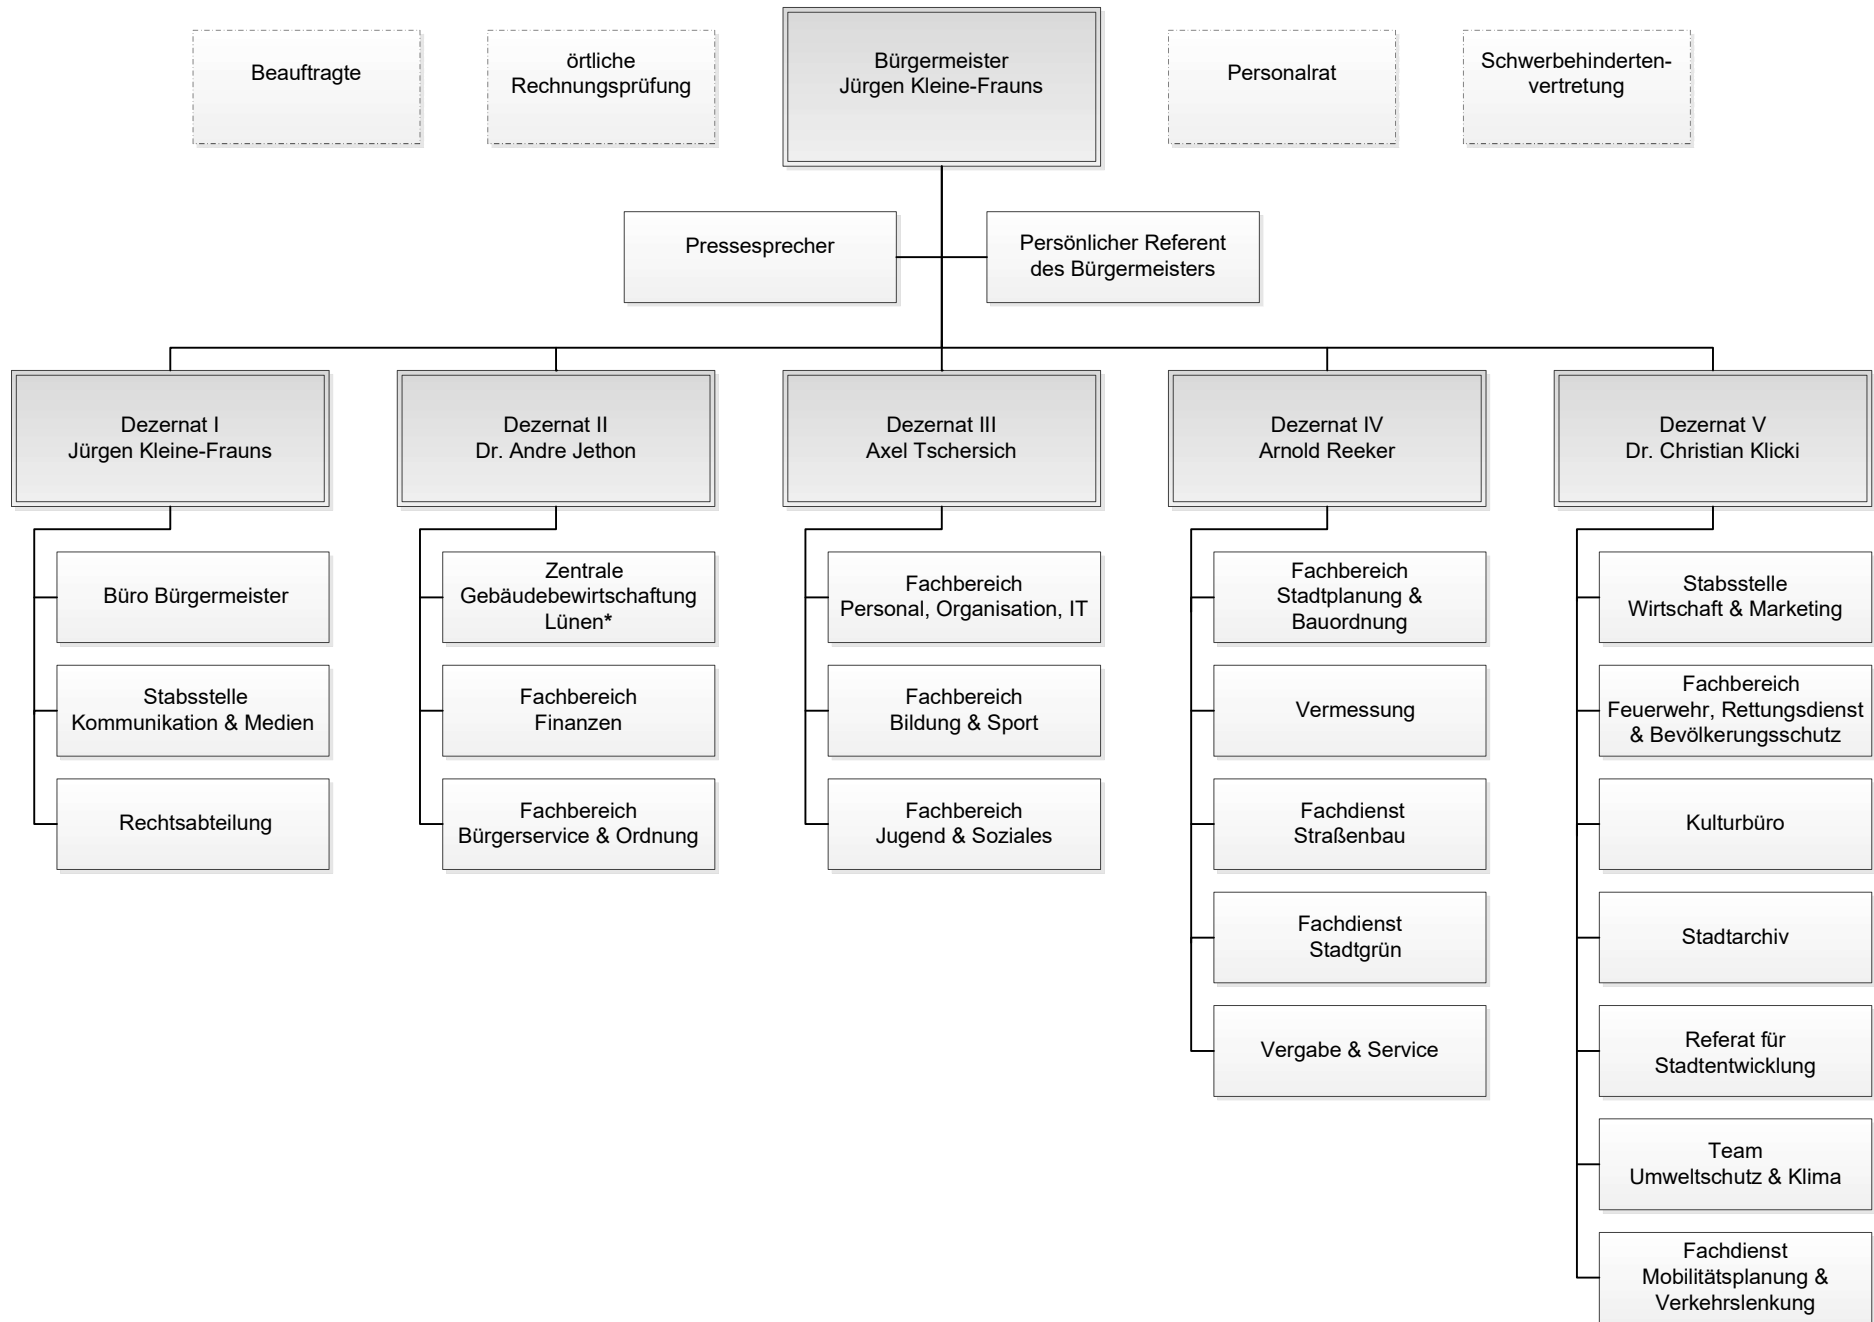 Beauftragte
örtliche
Rechnungsprüfung
Bürgermeister
Jürgen Kleine-Frauns
Personalrat
Schwerbehinderten-
vertretung
Pressesprecher
Persönlicher Referent
des Bürgermeisters
Dezernat I
Jürgen Kleine-Frauns
Dezernat II
Dr. Andre Jethon
Dezernat III
Axel Tschersich
Dezernat IV
Arnold Reeker
Dezernat V
Dr. Christian Klicki
Büro Bürgermeister
Stabsstelle
Kommunikation & Medien
Rechtsabteilung
Zentrale
Gebäudebewirtschaftung
Lünen*
Fachbereich
Finanzen
Fachbereich
Bürgerservice & Ordnung
Fachbereich
Personal, Organisation, IT
Fachbereich
Bildung & Sport
Fachbereich
Jugend & Soziales
Fachbereich
Stadtplanung &
Bauordnung
Vermessung
Fachdienst
Straßenbau
Fachdienst
Stadtgrün
Vergabe & Service
Stabsstelle
Wirtschaft & Marketing
Fachbereich
Feuerwehr, Rettungsdienst
& Bevölkerungsschutz
Kulturbüro
Stadtarchiv
Referat für
Stadtentwicklung
Team
Umweltschutz & Klima
Fachdienst
Mobilitätsplanung &
Verkehrslenkung